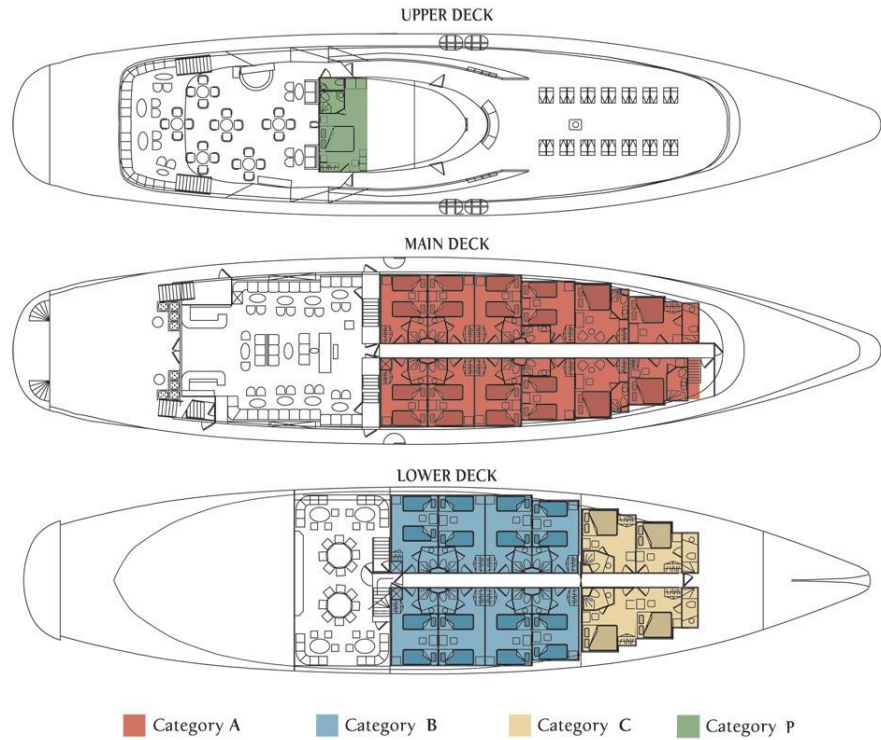 UPPER DECK
MAIN DECK
LOWER DECK
Category A
Category B
Category C
Category P